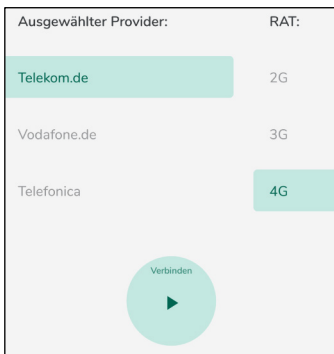 Ausgewählter Provider: RAT:
Telekom.de 2G
Vodafone.de 3G
Telefonica 4G
Verbinden